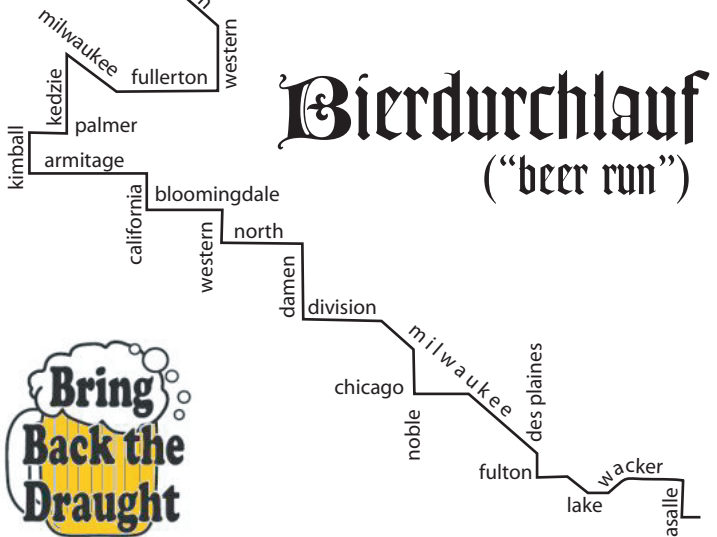 milwaukee
fullerton
western
kedzie
palmer
kimball
armitage
california
bloomingdale
western
north
damen
division
milwaukee
chicago
noble
des plaines
fulton
lake
wacker
asalle
Bierdurchlauf
(“beer run”)
Bring
Back the
Draught